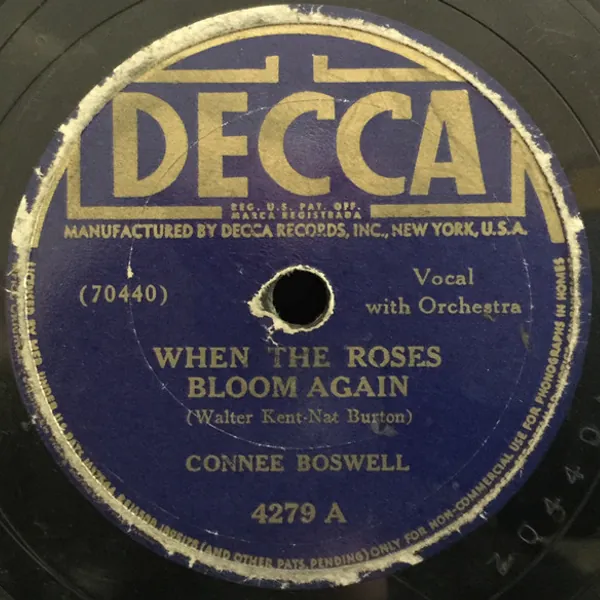 DECCA
REG. U.S. PAT. OFF.
MARCA REGISTRADA
MANUFACTURED BY DECCA RECORDS, INC., NEW YORK, U.S.A.
(70440)
Vocal
with Orchestra
WHEN THE ROSES
BLOOM AGAIN
(Walter Kent-Nat Burton)
CONNEE BOSWELL
4279 A
(AND OTHER PATS. PENDING) ONLY FOR NON-COMMERCIAL USE FOR PHONOGRAPHS IN HOMES